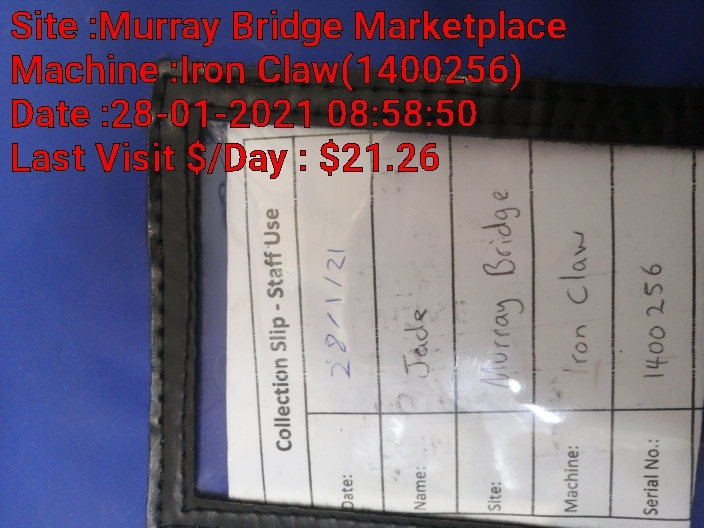 Site :Murray Bridge Marketplace
Machine :Iron Claw(1400256)
Date :28-01-2021 08:58:50
Last Visit $/Day : $21.26
Collection Slip - Staff Use
Date: 28/1/21
Name: Jade
Site: Murray Bridge
Machine: Iron Claw
Serial No.: 1400256